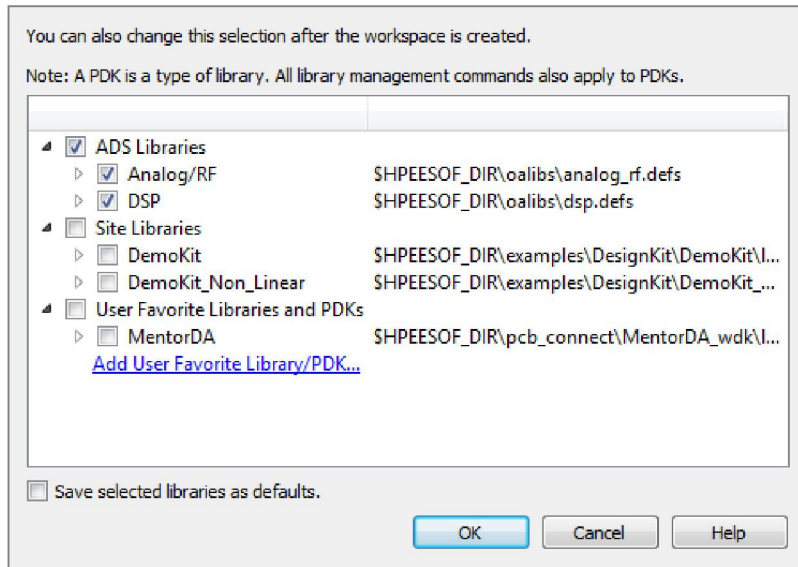 You can also change this selection after the workspace is created.
Note: A PDK is a type of library. All library management commands also apply to PDKs.
ADS Libraries
Analog/RF $HPEESOF_DIR\oalibs\analog_rf.defs
DSP $HPEESOF_DIR\oalibs\dsp.defs
Site Libraries
DemoKit $HPEESOF_DIR\examples\DesignKit\DemoKit\l...
DemoKit_Non_Linear $HPEESOF_DIR\examples\DesignKit\DemoKit_...
User Favorite Libraries and PDKs
MentorDA $HPEESOF_DIR\pcb_connect\MentorDA_wdk\l...
Add User Favorite Library/PDK...
Save selected libraries as defaults.
OK Cancel Help